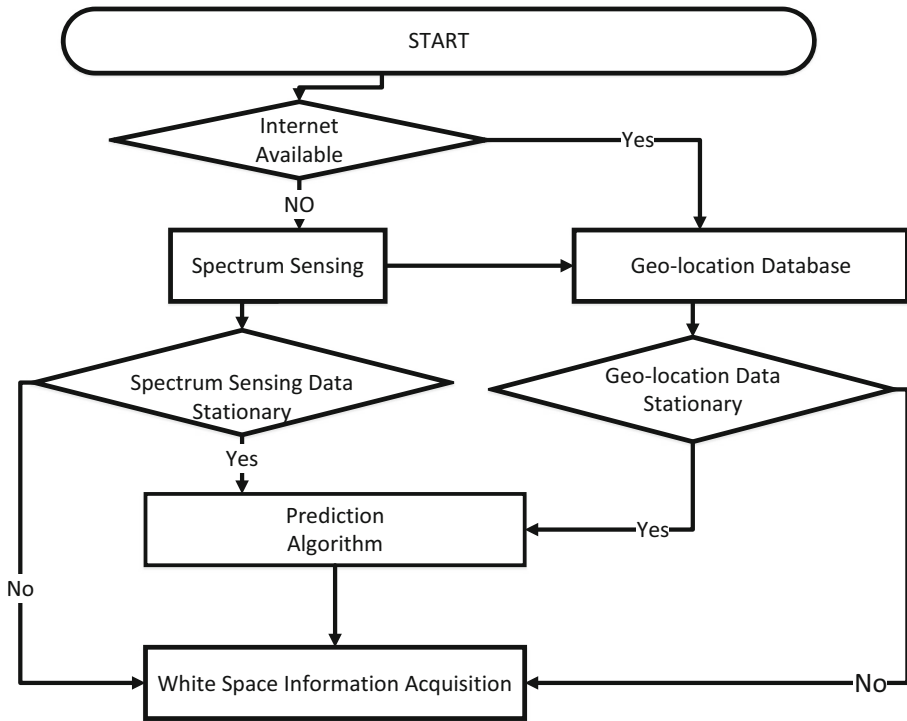 START
Internet
Available
Yes
NO
Spectrum Sensing
Geo-location Database
Spectrum Sensing Data
Stationary
Geo-location Data
Stationary
Yes
Prediction
Algorithm
Yes
No
White Space Information Acquisition
No